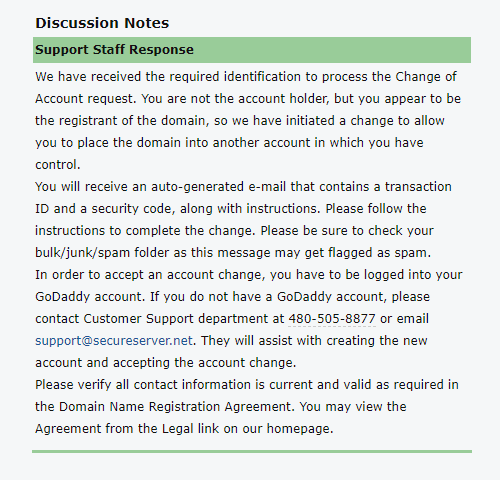 Discussion Notes
Support Staff Response
We have received the required identification to process the Change of
Account request. You are not the account holder, but you appear to be
the registrant of the domain, so we have initiated a change to allow
you to place the domain into another account in which you have
control.
You will receive an auto-generated e-mail that contains a transaction
ID and a security code, along with instructions. Please follow the
instructions to complete the change. Please be sure to check your
bulk/junk/spam folder as this message may get flagged as spam.
In order to accept an account change, you have to be logged into your
GoDaddy account. If you do not have a GoDaddy account, please
contact Customer Support department at 480-505-8877 or email
support@secureserver.net. They will assist with creating the new
account and accepting the account change.
Please verify all contact information is current and valid as required in
the Domain Name Registration Agreement. You may view the
Agreement from the Legal link on our homepage.